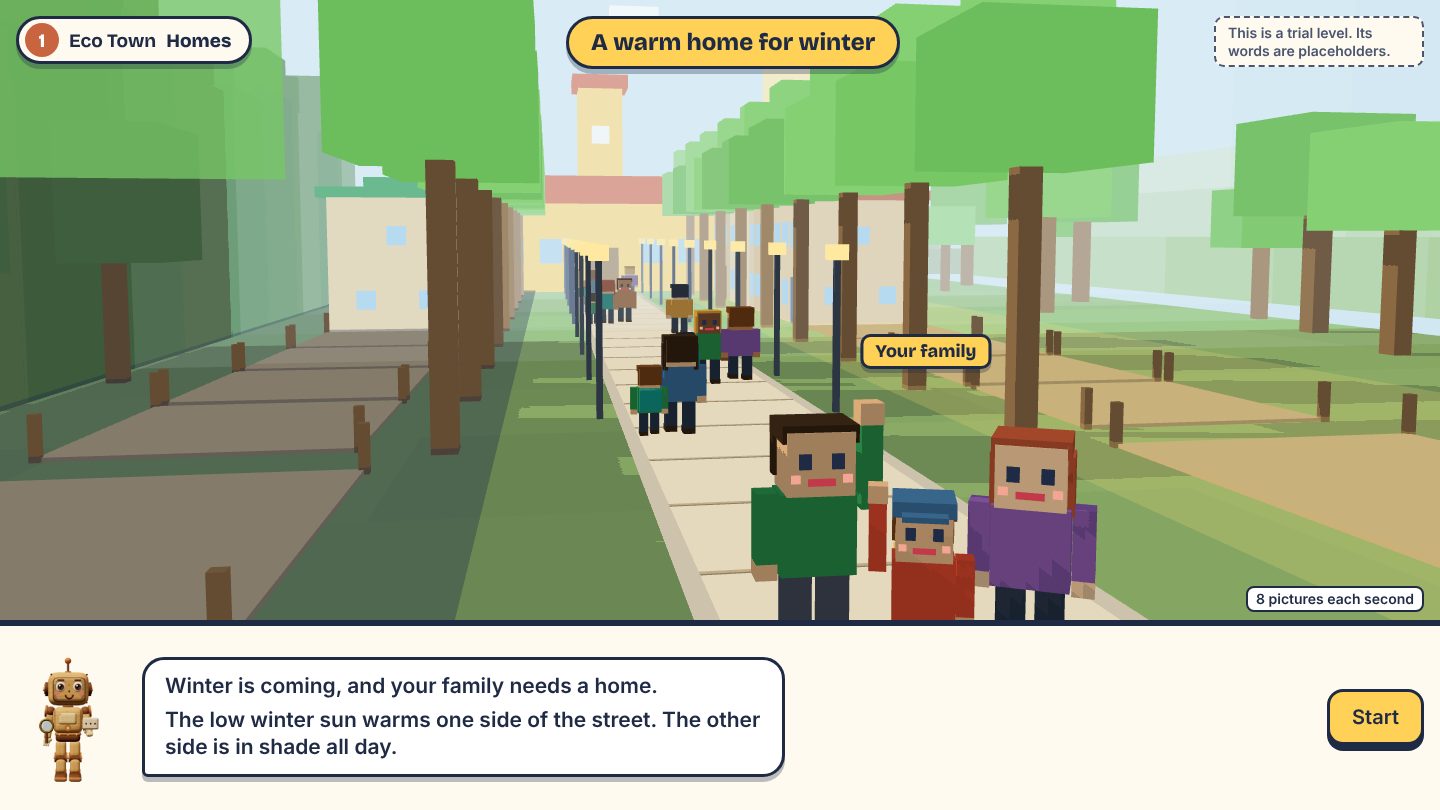 1 Eco Town Homes
A warm home for winter
This is a trial level. Its
words are placeholders.
Your family
8 pictures each second
Winter is coming, and your family needs a home.
The low winter sun warms one side of the street. The other
side is in shade all day.
Start